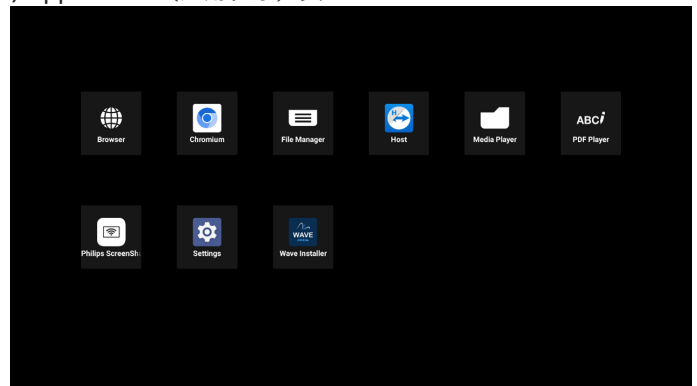 Browser
Chromium
File Manager
H
Host
Media Player
ABCi
PDF Player
Philips ScreenSh
Settings
WAVE
Wave Installer